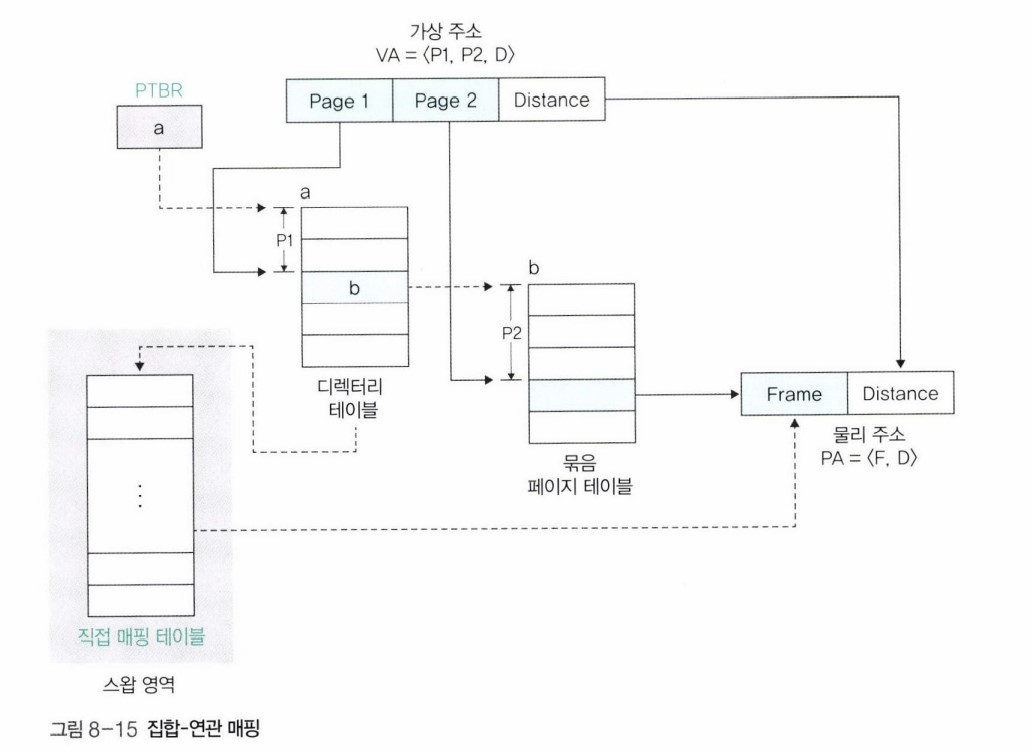 가상 주소
VA = ⟨P1, P2, D⟩
PTBR
a
Page 1
Page 2
Distance
a
P1
b
b
P2
디렉터리
테이블
Frame
Distance
물리 주소
PA = ⟨F, D⟩
묶음
페이지 테이블
⋮
직접 매핑 테이블
스왑 영역
그림 8-15 집합-연관 매핑